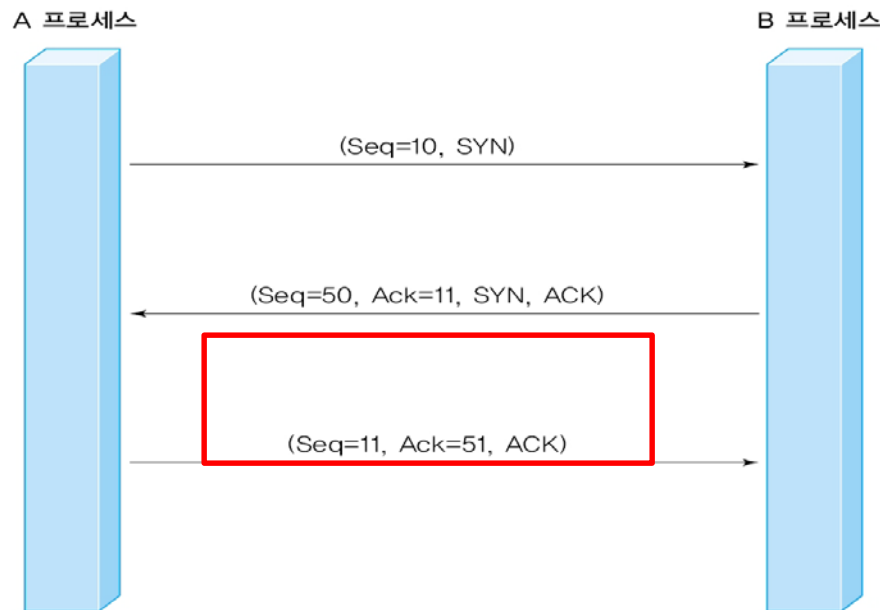 A 프로세스
B 프로세스
(Seq=10, SYN)
(Seq=50, Ack=11, SYN, ACK)
(Seq=11, Ack=51, ACK)